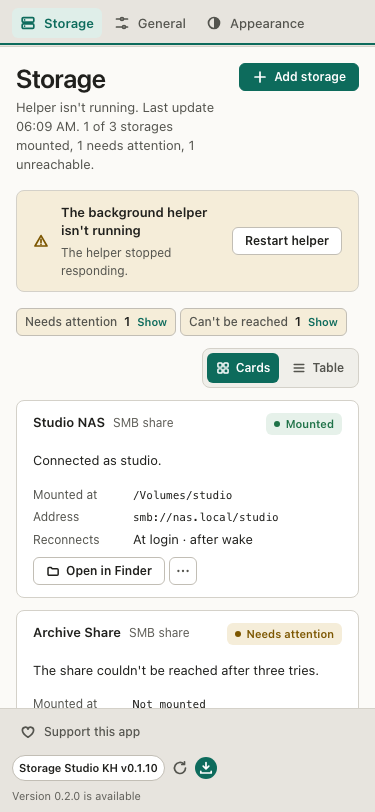 Storage General Appearance
Storage
Add storage
Helper isn't running. Last update
06:09 AM. 1 of 3 storages
mounted, 1 needs attention, 1
unreachable.
The background helper
isn't running
The helper stopped
responding.
Restart helper
Needs attention 1 Show Can't be reached 1 Show
Cards Table
Studio NAS SMB share Mounted
Connected as studio.
Mounted at /Volumes/studio
Address smb://nas.local/studio
Reconnects At login · after wake
Open in Finder ···
Archive Share SMB share Needs attention
The share couldn't be reached after three tries.
Mounted at Not mounted
Support this app
Storage Studio KH v0.1.10
Version 0.2.0 is available